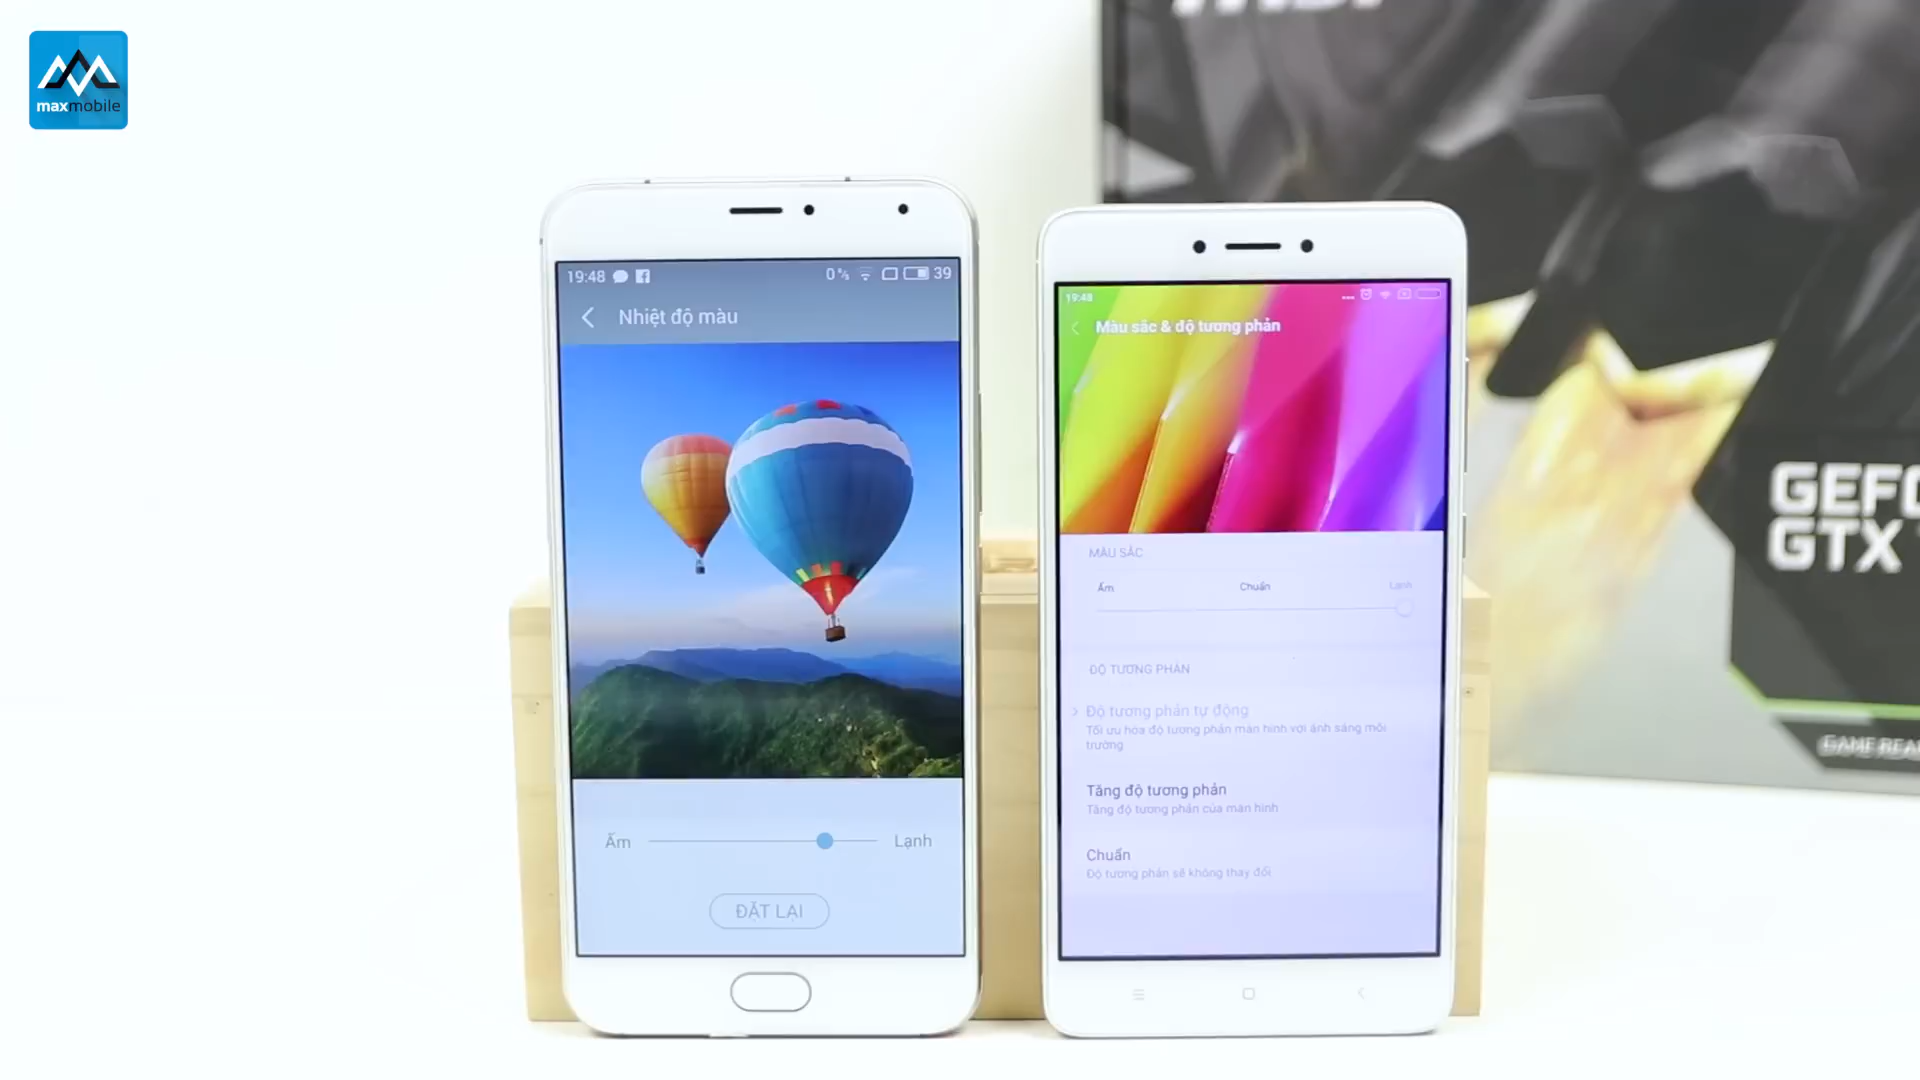 maxmobile
19:48
0% 39
Nhiệt độ màu
Ấm
Lạnh
ĐẶT LẠI
19:48
Màu sắc & độ tương phản
MÀU SẮC
Ấm
Chuẩn
Lạnh
ĐỘ TƯƠNG PHẢN
Độ tương phản tự động
Tối ưu hóa độ tương phản màn hình với ánh sáng môi
trường
Tăng độ tương phản
Tăng độ tương phản của màn hình
Chuẩn
Độ tương phản sẽ không thay đổi
GTX